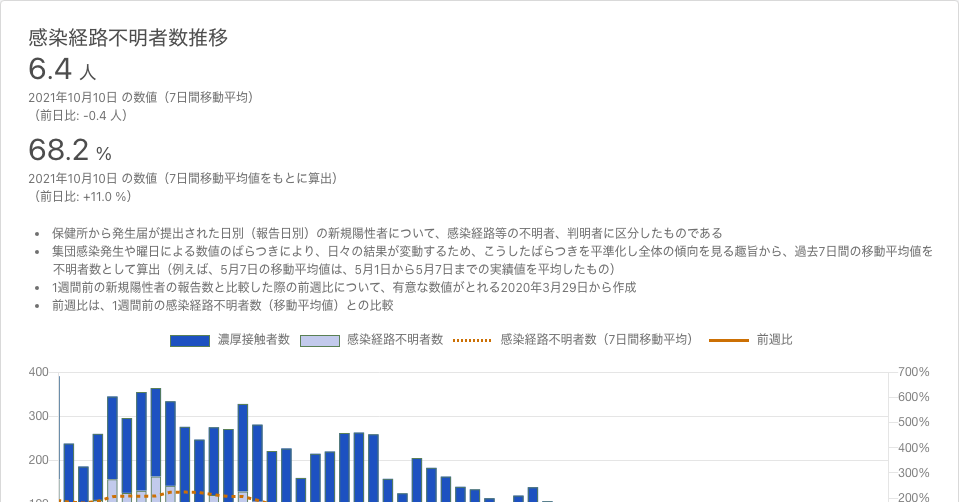 感染経路不明者数推移
6.4 人
2021年10月10日 の数値（7日間移動平均）
（前日比: -0.4 人）
68.2 %
2021年10月10日 の数値（7日間移動平均値をもとに算出）
（前日比: +11.0 %）
• 保健所から発生届が提出された日別（報告日別）の新規陽性者について、感染経路等の不明者、判明者に区分したものである
• 集団感染発生や曜日による数値のばらつきにより、日々の結果が変動するため、こうしたばらつきを平準化し全体の傾向を見る趣旨から、過去7日間の移動平均値を
不明者数として算出（例えば、5月7日の移動平均値は、5月1日から5月7日までの実績値を平均したもの）
• 1週間前の新規陽性者の報告数と比較した際の前週比について、有意な数値がとれる2020年3月29日から作成
• 前週比は、1週間前の感染経路不明者数（移動平均値）との比較
濃厚接触者数 感染経路不明者数 感染経路不明者数（7日間移動平均） 前週比
400 700%
600%
300 500%
400%
200 300%
100 200%